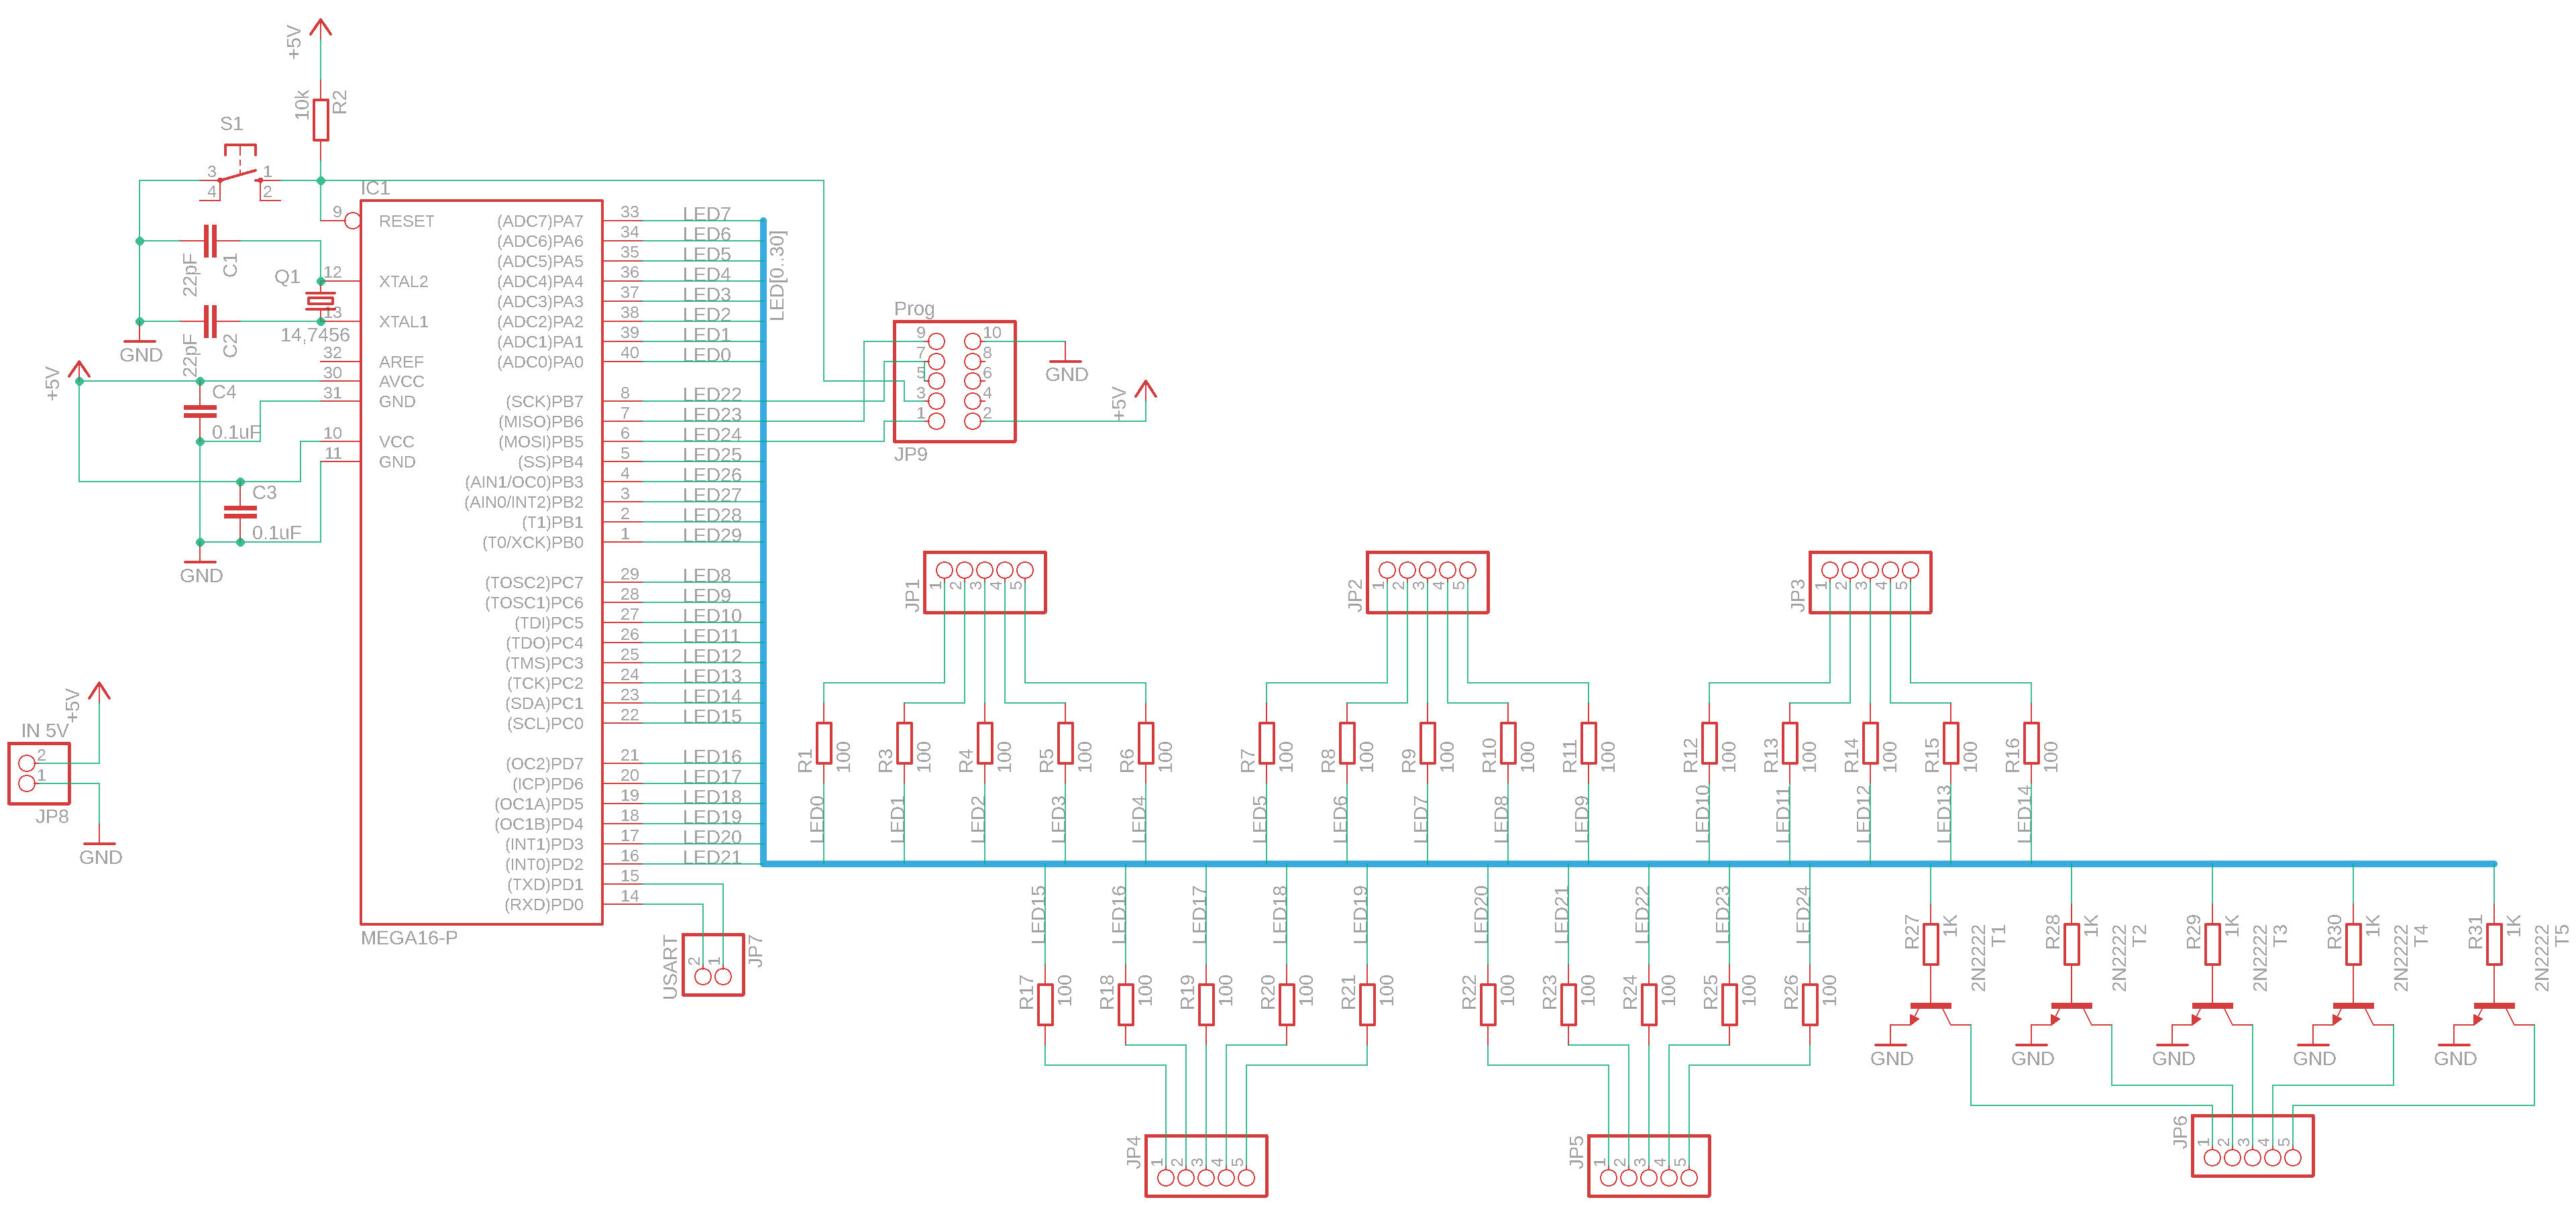 +5V
10k
R2
S1
3
1
4
2
IC1
9
RESET
22pF
C1
Q1
12
XTAL2
13
XTAL1
14,7456
22pF
C2
GND
32
AREF
+5V
30
AVCC
31
GND
C4
0.1uF
10
VCC
11
GND
C3
0.1uF
GND
(ADC7)PA7 33 LED7
(ADC6)PA6 34 LED6
(ADC5)PA5 35 LED5
(ADC4)PA4 36 LED4
(ADC3)PA3 37 LED3
(ADC2)PA2 38 LED2
(ADC1)PA1 39 LED1
(ADC0)PA0 40 LED0
LED[0..30]
(SCK)PB7 8 LED22
(MISO)PB6 7 LED23
(MOSI)PB5 6 LED24
(SS)PB4 5 LED25
(AIN1/OC0)PB3 4 LED26
(AIN0/INT2)PB2 3 LED27
(T1)PB1 2 LED28
(T0/XCK)PB0 1 LED29
(TOSC2)PC7 29 LED8
(TOSC1)PC6 28 LED9
(TDI)PC5 27 LED10
(TDO)PC4 26 LED11
(TMS)PC3 25 LED12
(TCK)PC2 24 LED13
(SDA)PC1 23 LED14
(SCL)PC0 22 LED15
(OC2)PD7 21 LED16
(ICP)PD6 20 LED17
(OC1A)PD5 19 LED18
(OC1B)PD4 18 LED19
(INT1)PD3 17 LED20
(INT0)PD2 16 LED21
(TXD)PD1 15
(RXD)PD0 14
MEGA16-P
Prog
9 10
7 8
5 6
3 4
1 2
JP9
GND
+5V
+5V
IN 5V
2
1
JP8
GND
USART
2
1
JP7
JP1
1 2 3 4 5
JP2
1 2 3 4 5
JP3
1 2 3 4 5
R1 100
R3 100
R4 100
R5 100
R6 100
R7 100
R8 100
R9 100
R10 100
R11 100
R12 100
R13 100
R14 100
R15 100
R16 100
LED0
LED1
LED2
LED3
LED4
LED5
LED6
LED7
LED8
LED9
LED10
LED11
LED12
LED13
LED14
LED15
LED16
LED17
LED18
LED19
LED20
LED21
LED22
LED23
LED24
R17 100
R18 100
R19 100
R20 100
R21 100
R22 100
R23 100
R24 100
R25 100
R26 100
R27 1K
2N2222
T1
R28 1K
2N2222
T2
R29 1K
2N2222
T3
R30 1K
2N2222
T4
R31 1K
2N2222
T5
GND
GND
GND
GND
GND
JP4
1 2 3 4 5
JP5
1 2 3 4 5
JP6
1 2 3 4 5